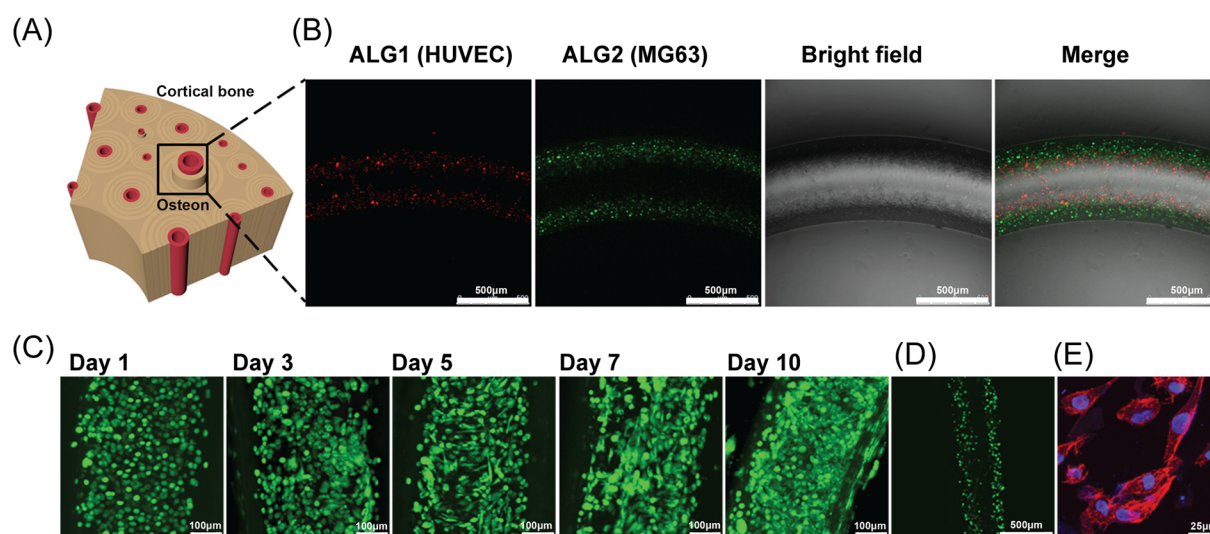 (A)
Cortical bone
Osteon
(B)
ALG1 (HUVEC) ALG2 (MG63) Bright field Merge
500μm 500μm 500μm 500μm
(C)
Day 1 Day 3 Day 5 Day 7 Day 10
100μm 100μm 100μm 100μm 100μm
(D)
500μm
(E)
25μ